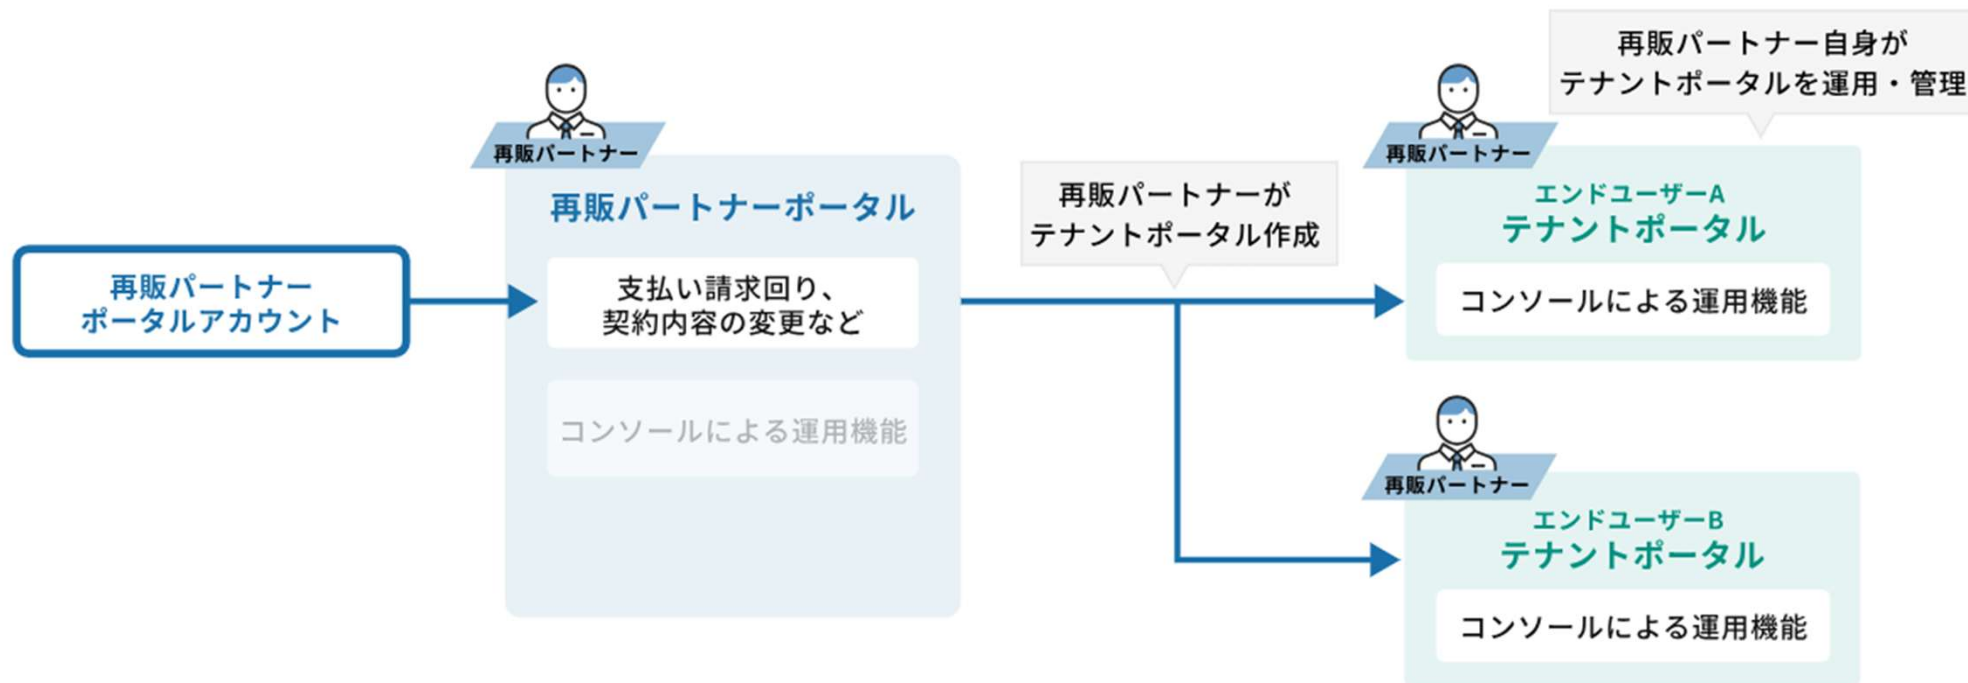 再販パートナー
ポータルアカウント
再販パートナー
再販パートナーポータル
支払い請求回り、
契約内容の変更など
コンソールによる運用機能
再販パートナーが
テナントポータル作成
再販パートナー自身が
テナントポータルを運用・管理
再販パートナー
エンドユーザーA
テナントポータル
コンソールによる運用機能
再販パートナー
エンドユーザーB
テナントポータル
コンソールによる運用機能